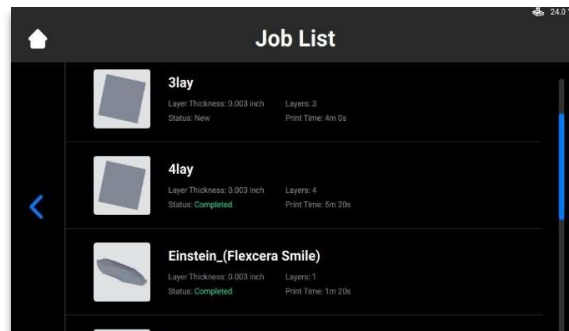 24.0
Job List
3lay
Layer Thickness: 0.003 inch Layers: 3
Status: New Print Time: 4m 0s
4lay
Layer Thickness: 0.003 inch Layers: 4
Status: Completed Print Time: 5m 20s
Einstein_(Flexcera Smile)
Layer Thickness: 0.003 inch Layers: 1
Status: Completed Print Time: 1m 20s